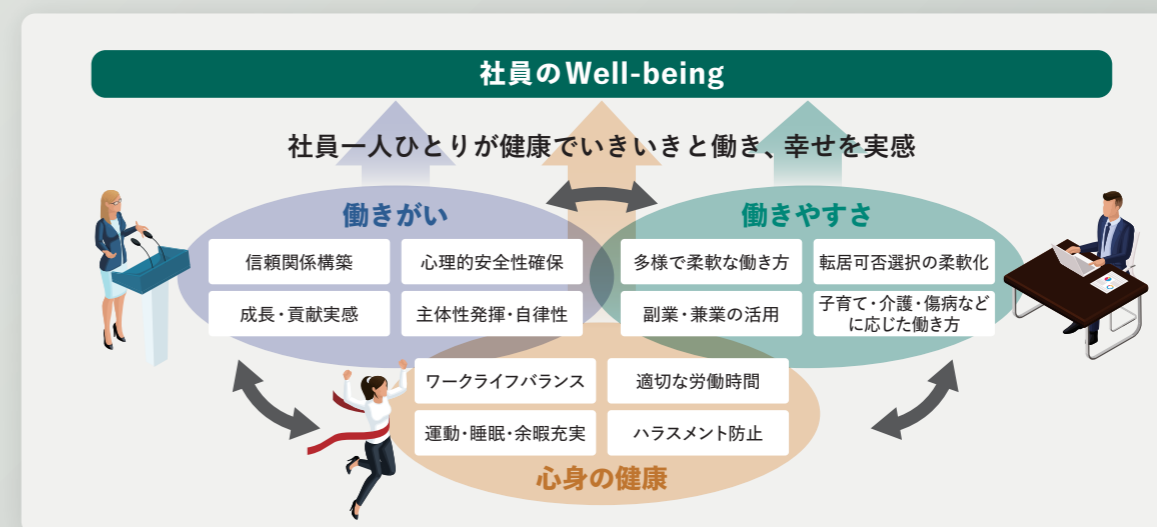 社員のWell-being
社員一人ひとりが健康でいきいきと働き、幸せを実感
働きがい
信頼関係構築
心理的安全性確保
成長・貢献実感
主体性発揮・自律性
働きやすさ
多様で柔軟な働き方
転居可否選択の柔軟化
副業・兼業の活用
子育て・介護・傷病など
に応じた働き方
ワークライフバランス
適切な労働時間
運動・睡眠・余暇充実
ハラスメント防止
心身の健康